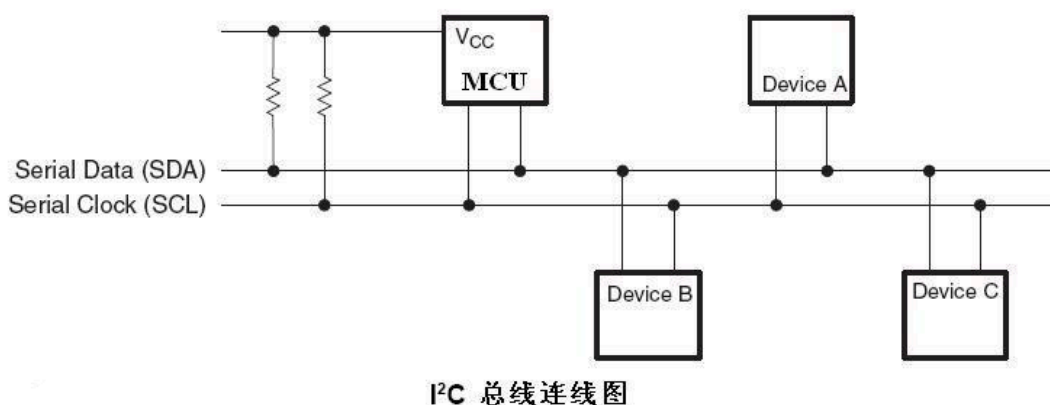 VCC
MCU
Device A
Serial Data (SDA)
Serial Clock (SCL)
Device B
Device C
I²C 总线连线图